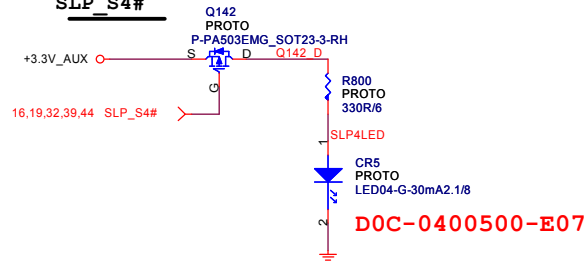 SLP_S4#
Q142
PROTO
P-PA503EMG_SOT23-3-RH
+3.3V_AUX
S
D
Q142_D
G
R800
PROTO
330R/6
16,19,32,39,44 SLP_S4#
1
SLP4LED
CR5
PROTO
LED04-G-30mA2.1/8
2
D0C-0400500-E07